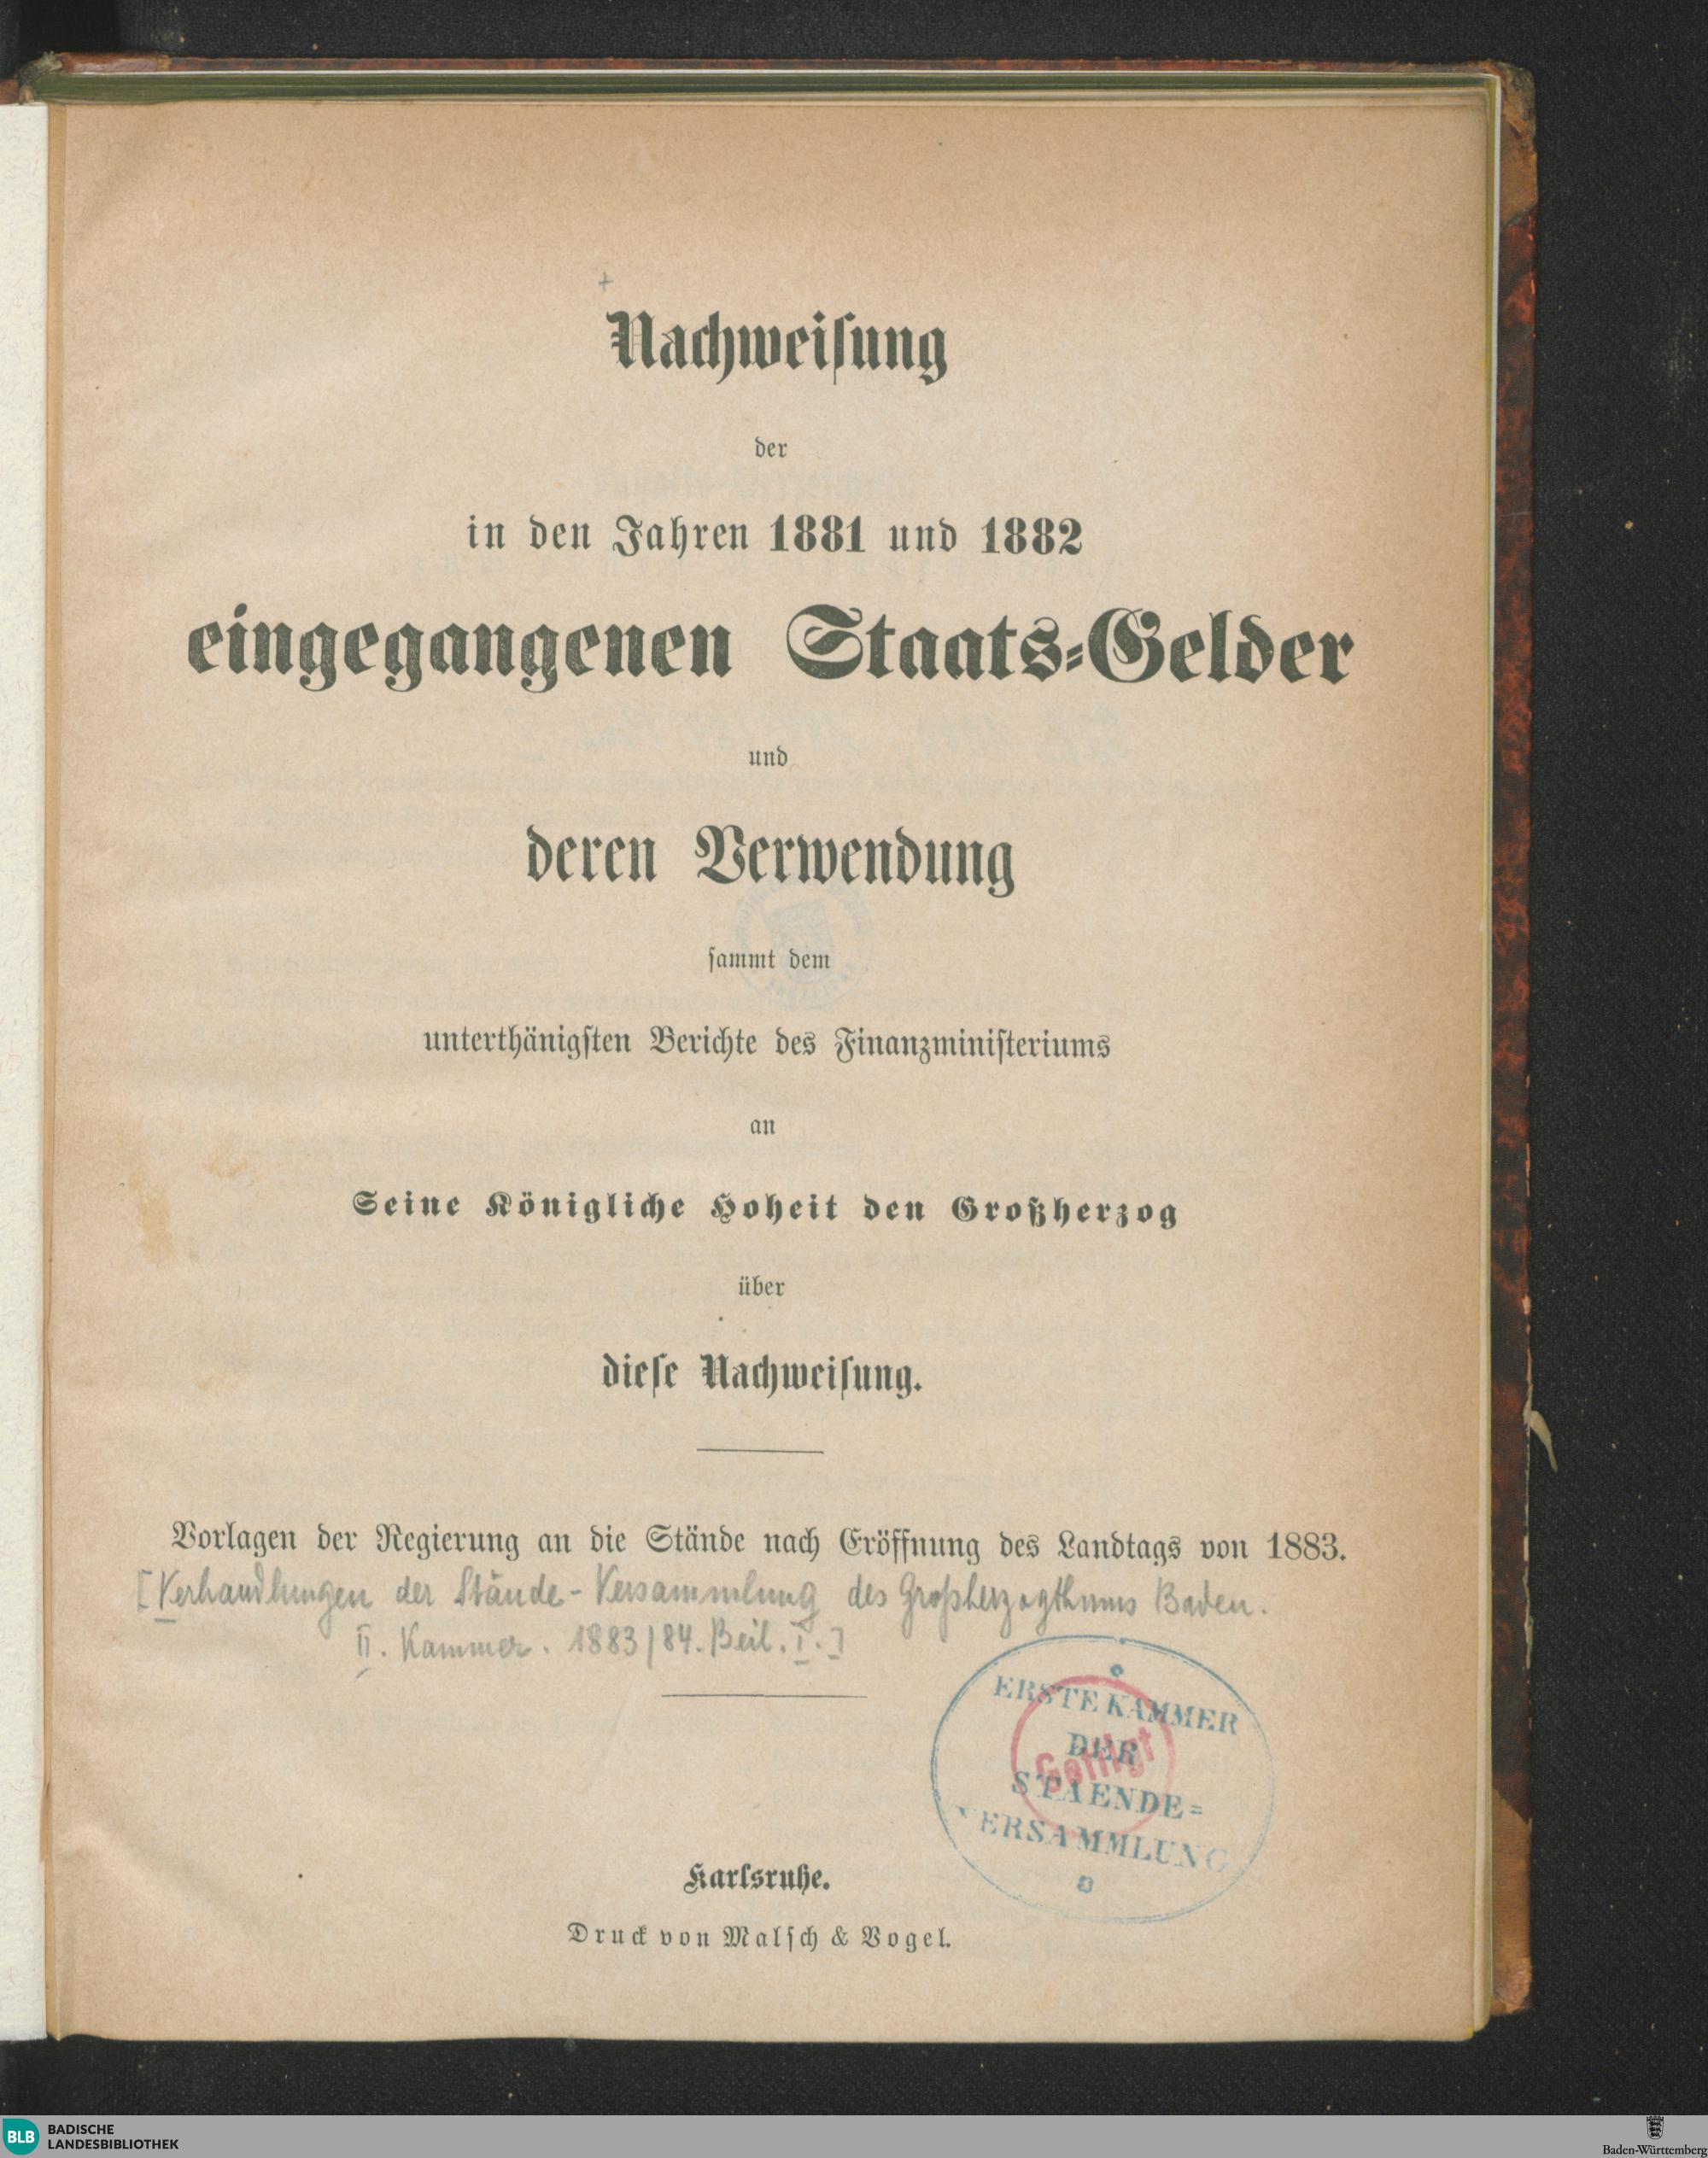 Nachweiſung
der
in den Jahren 1881 und 1882
eingegangenen Staats-Gelder
und
deren Verwendung
ſammt dem
unterthänigſten Berichte des Finanzminiſteriums
an
Seine Königliche Hoheit den Großherzog
über
dieſe Nachweiſung.
Vorlagen der Regierung an die Stände nach Eröffnung des Landtags von 1883.
[Verhandlungen der Stände-Versammlung des Großherzogthums Baden.
II. Kammer. 1883/84. Beil. I.]
ERSTE KAMMER
DER
STAENDE=
VERSAMMLUNG
Getilgt
Karlsruhe.
Druck von Malſch & Vogel.
BLB BADISCHE
LANDESBIBLIOTHEK
Baden-Württemberg